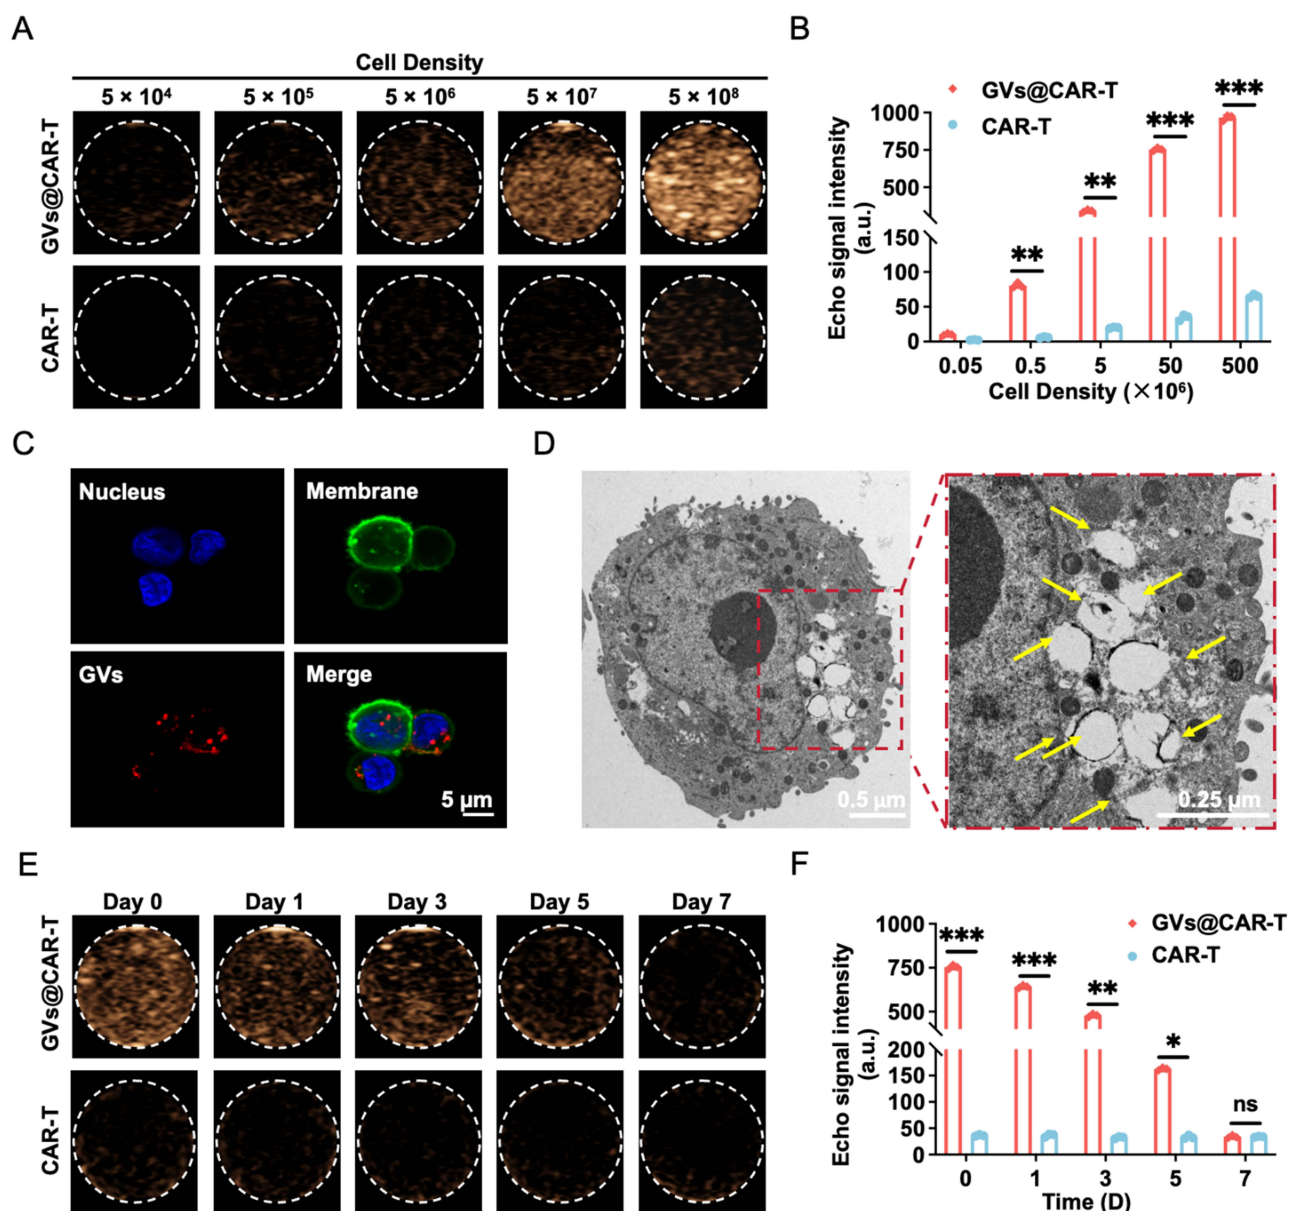 A
Cell Density
5 × 10⁴ 5 × 10⁵ 5 × 10⁶ 5 × 10⁷ 5 × 10⁸
GVs@CAR-T
CAR-T
B
GVs@CAR-T
CAR-T
Echo signal intensity
(a.u.)
1000
750
500
150
100
50
0
** ** *** ***
0.05 0.5 5 50 500
Cell Density (×10⁶)
C
Nucleus
Membrane
GVs
Merge
5 μm
D
0.5 μm
0.25 μm
E
Day 0 Day 1 Day 3 Day 5 Day 7
GVs@CAR-T
CAR-T
F
GVs@CAR-T
CAR-T
Echo signal intensity
(a.u.)
1000
750
500
200
150
100
50
0
*** *** ** * ns
0 1 3 5 7
Time (D)